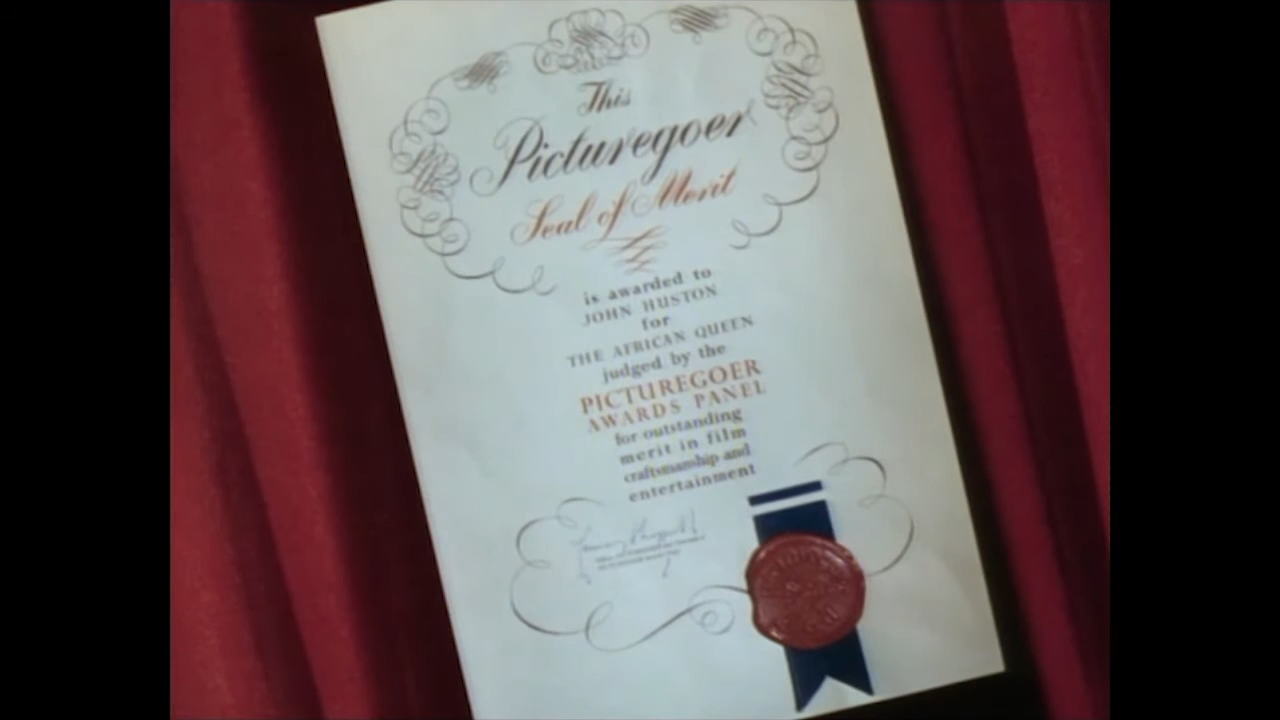 This
Picturegoer
Seal of Merit
is awarded to
JOHN HUSTON
for
THE AFRICAN QUEEN
judged by the
PICTUREGOER
AWARDS PANEL
for outstanding
merit in film
craftsmanship and
entertainment